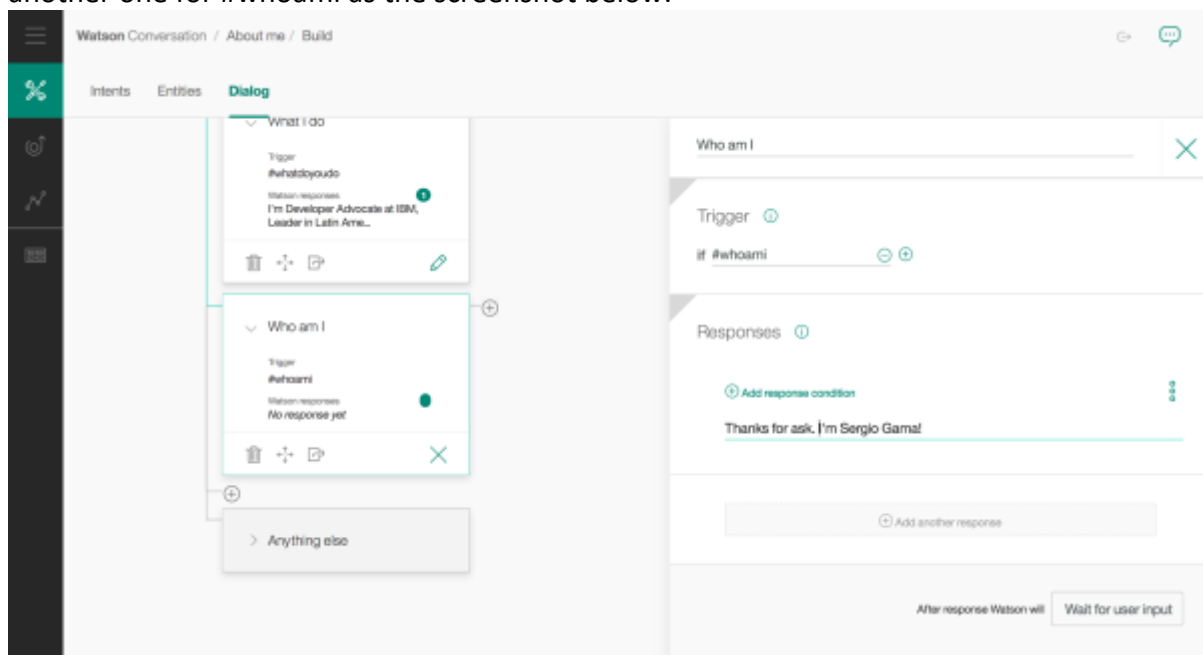 another one for #whoami as the screenshot below:
Watson Conversation / About me / Build
Intents Entities Dialog
What I do
Trigger
#whatdoyoudo
Watson responses
1
I'm Developer Advocate at IBM,
Leader in Latin Ame...
Who am I
Trigger
#whoami
Watson responses
No response yet
Anything else
Who am I
Trigger
if #whoami
Responses
Add response condition
Thanks for ask. I'm Sergio Gama!
Add another response
After response Watson will Wait for user input